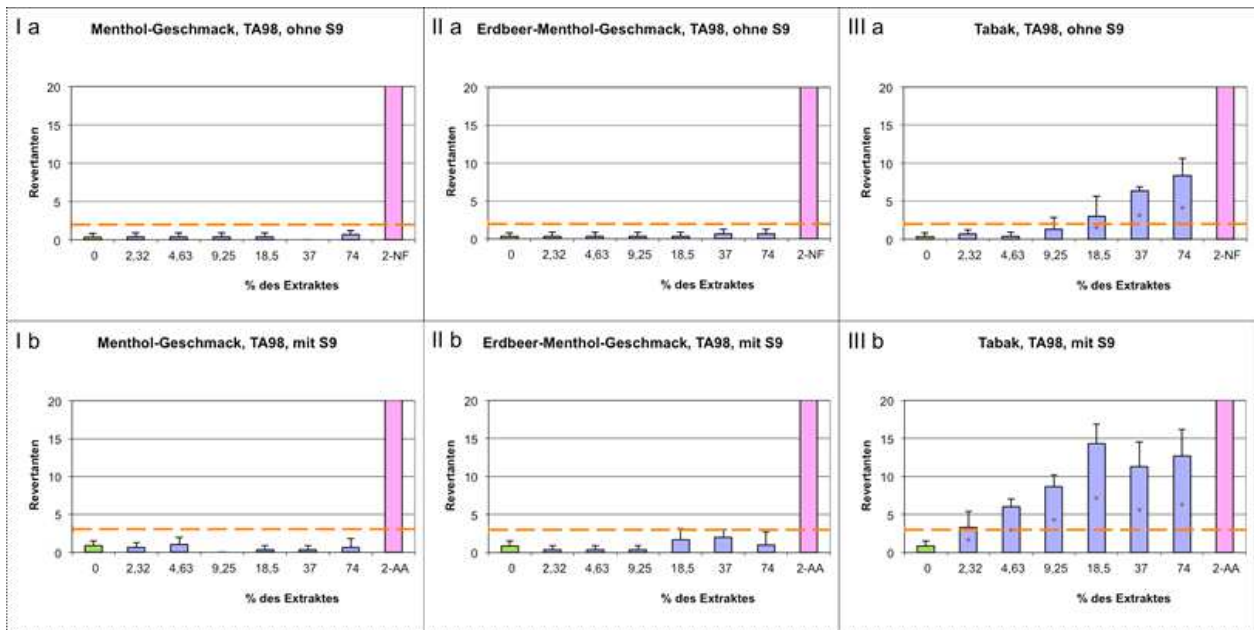 I a
Menthol-Geschmack, TA98, ohne S9
Revertanten
20
15
10
5
0
0 2,32 4,63 9,25 18,5 37 74 2-NF
% des Extraktes
II a
Erdbeer-Menthol-Geschmack, TA98, ohne S9
Revertanten
20
15
10
5
0
0 2,32 4,63 9,25 18,5 37 74 2-NF
% des Extraktes
III a
Tabak, TA98, ohne S9
Revertanten
20
15
10
5
0
0 2,32 4,63 9,25 18,5 37 74 2-NF
% des Extraktes
I b
Menthol-Geschmack, TA98, mit S9
Revertanten
20
15
10
5
0
0 2,32 4,63 9,25 18,5 37 74 2-AA
% des Extraktes
II b
Erdbeer-Menthol-Geschmack, TA98, mit S9
Revertanten
20
15
10
5
0
0 2,32 4,63 9,25 18,5 37 74 2-AA
% des Extraktes
III b
Tabak, TA98, mit S9
Revertanten
20
15
10
5
0
0 2,32 4,63 9,25 18,5 37 74 2-AA
% des Extraktes